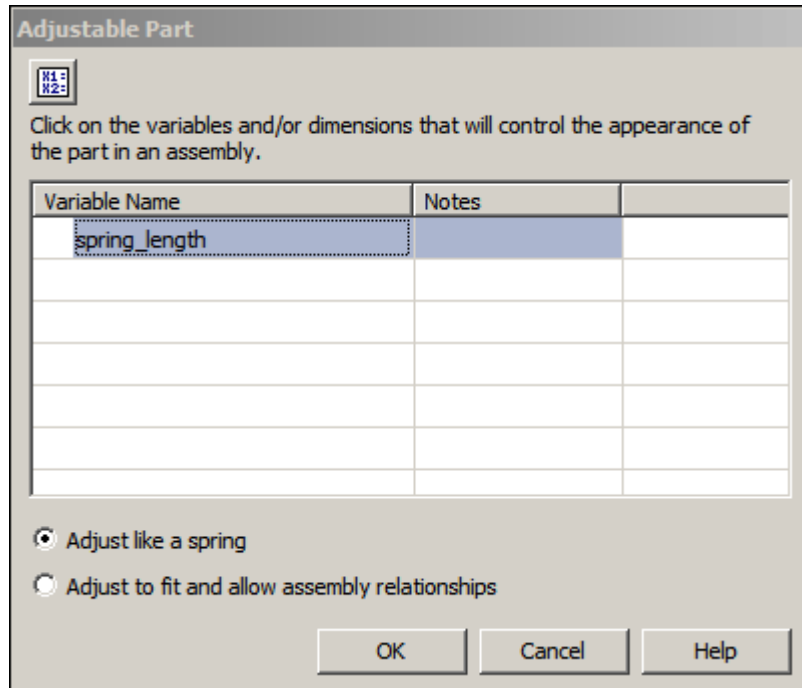 Adjustable Part
X1=
X2=
Click on the variables and/or dimensions that will control the appearance of
the part in an assembly.
Variable Name Notes
spring_length
Adjust like a spring
Adjust to fit and allow assembly relationships
OK Cancel Help